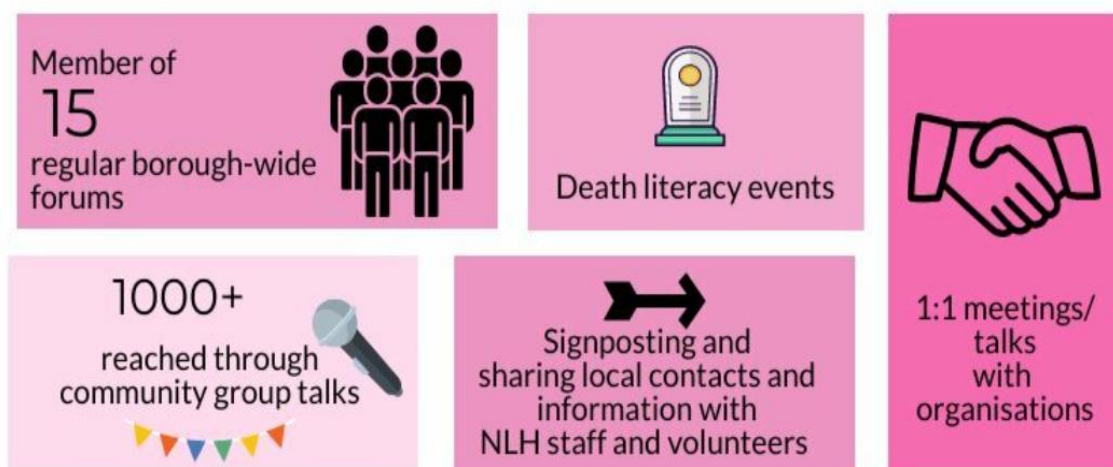 Member of
15
regular borough-wide
forums
Death literacy events
1:1 meetings/
talks
with
organisations
1000+
reached through
community group talks
Signposting and
sharing local contacts and
information with
NLH staff and volunteers